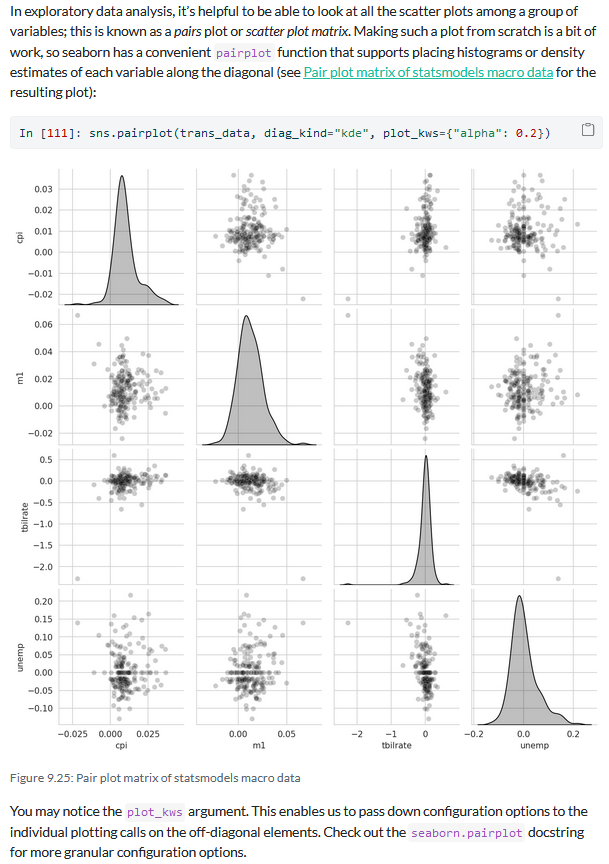 In exploratory data analysis, it's helpful to be able to look at all the scatter plots among a group of
variables; this is known as a pairs plot or scatter plot matrix. Making such a plot from scratch is a bit of
work, so seaborn has a convenient pairplot function that supports placing histograms or density
estimates of each variable along the diagonal (see Pair plot matrix of statsmodels macro data for the
resulting plot):
In [111]: sns.pairplot(trans_data, diag_kind="kde", plot_kws={"alpha": 0.2})
cpi
0.03
0.02
0.01
0.00
−0.01
−0.02
m1
0.06
0.04
0.02
0.00
−0.02
tbilrate
0.5
0.0
−0.5
−1.0
−1.5
−2.0
unemp
0.20
0.15
0.10
0.05
0.00
−0.05
−0.10
−0.025 0.000 0.025 0.00 0.05 −2 −1 0 −0.2 0.0 0.2
cpi m1 tbilrate unemp
Figure 9.25: Pair plot matrix of statsmodels macro data
You may notice the plot_kws argument. This enables us to pass down configuration options to the
individual plotting calls on the off-diagonal elements. Check out the seaborn.pairplot docstring
for more granular configuration options.